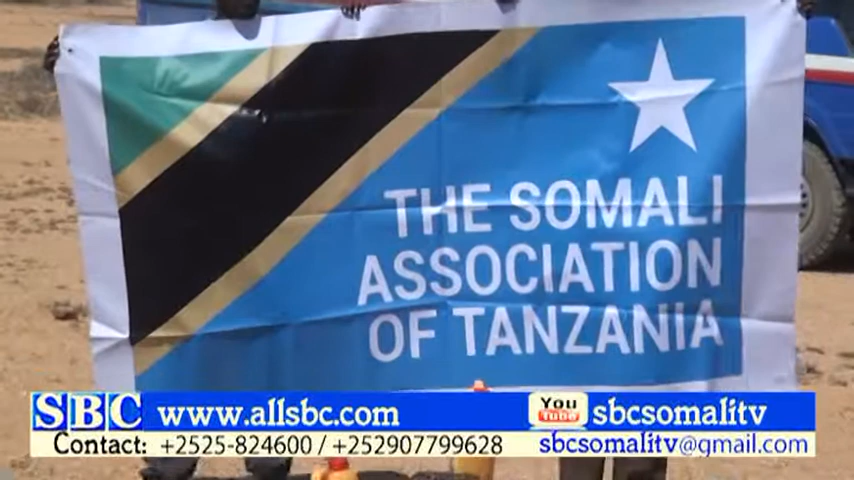 THE SOMALI
ASSOCIATION
OF TANZANIA
SBC www.allsbc.com You Tube sbcsomalitv
Contact: +2525-824600 / +252907799628 sbcsomalitv@gmail.com